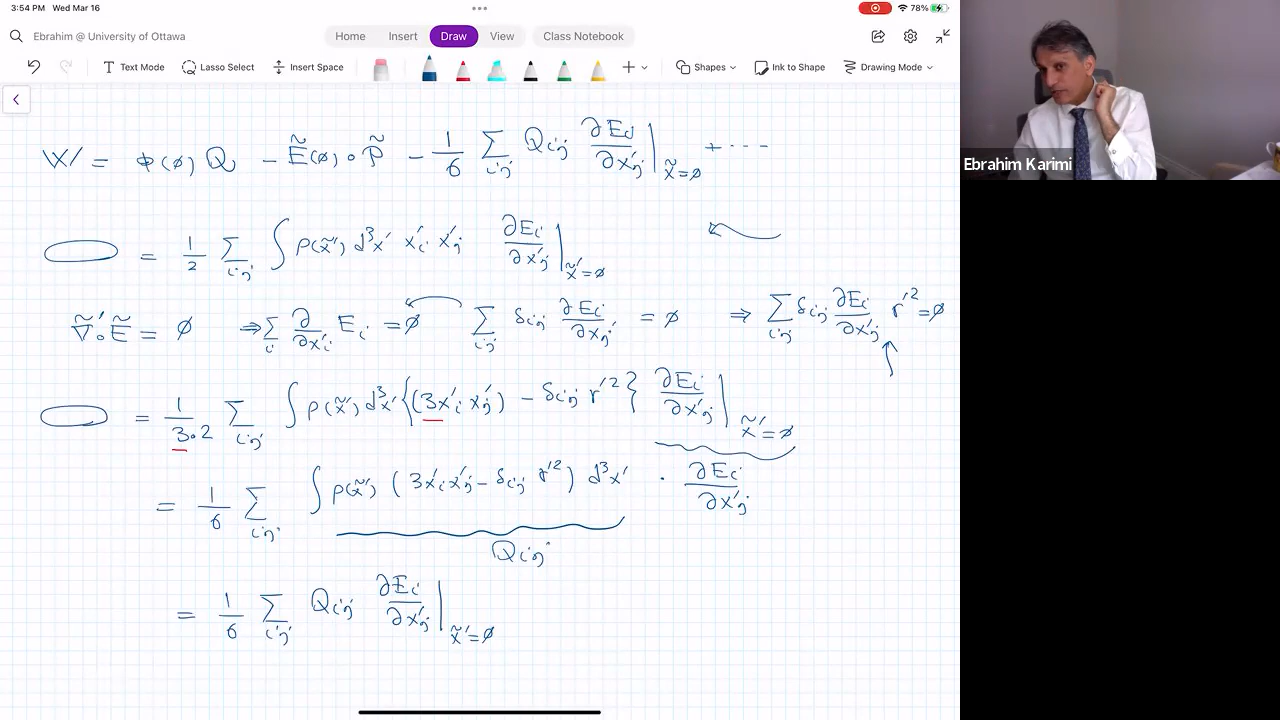 3:54 PM Wed Mar 16
78%
Ebrahim @ University of Ottawa
Home Insert Draw View Class Notebook
Text Mode Lasso Select Insert Space Shapes Ink to Shape Drawing Mode
W = Φ(0) Q − Ẽ(0)·P̃ − 1/6 Σ_{ij} Q_{ij} ∂E_j/∂x'_j |_{x̃=0} + ----
= 1/2 Σ_{ij} ∫ ρ(x̃') d³x' x'_i x'_j ∂E_i/∂x'_j |_{x̃'=0}
∇̃'·Ẽ = 0 ⇒ Σ_i ∂/∂x'_i E_i = 0 Σ_{ij} δ_{ij} ∂E_i/∂x'_j = 0 ⇒ Σ_{ij} δ_{ij} ∂E_i/∂x'_j r'² = 0
= 1/3·2 Σ_{ij} ∫ ρ(x̃') d³x' {(3x'_i x'_j) − δ_{ij} r'²} ∂E_i/∂x'_j |_{x̃'=0}
= 1/6 Σ_{ij} ∫ ρ(x̃') (3x'_i x'_j − δ_{ij} r'²) d³x' · ∂E_i/∂x'_j
Q_{ij}
= 1/6 Σ_{ij} Q_{ij} ∂E_i/∂x'_j |_{x̃'=0}
Ebrahim Karimi